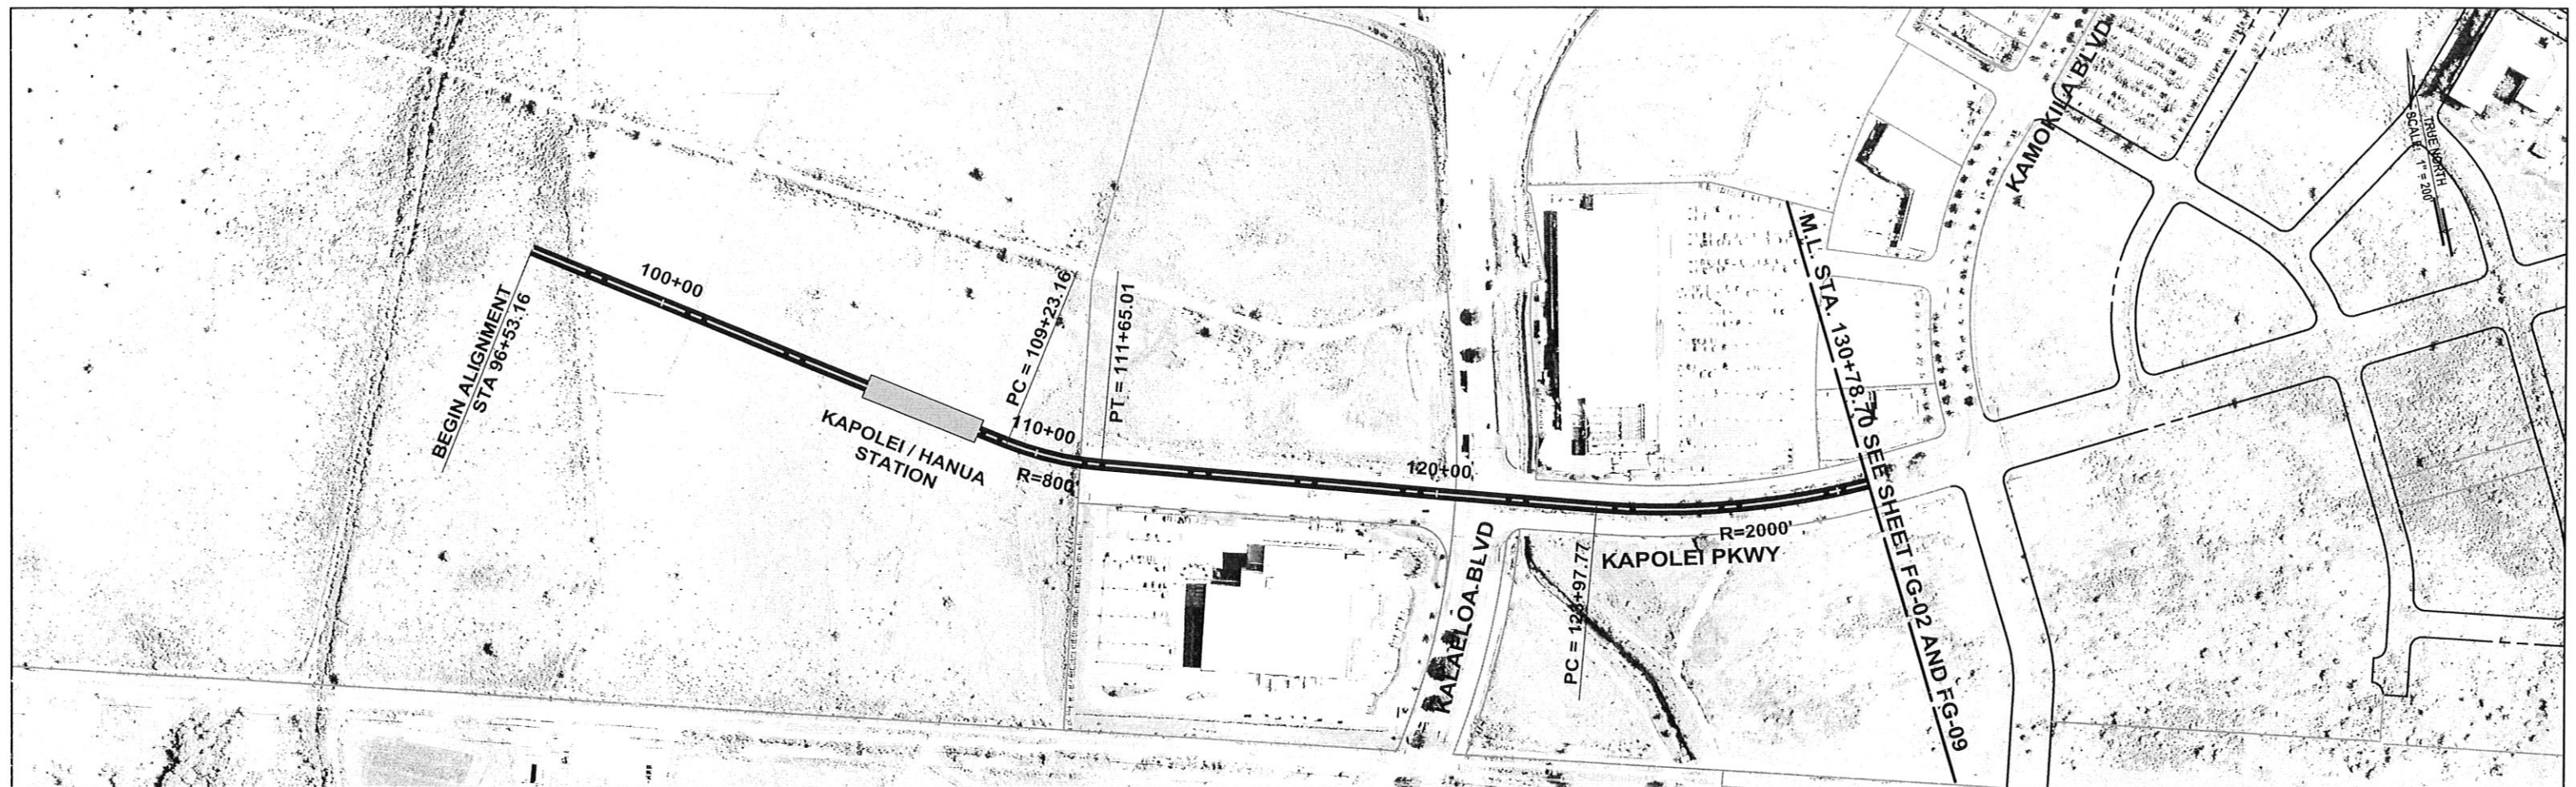 KAMOKILA BLVD
TRUE NORTH
SCALE: 1" = 200'
M.L. STA. 130+78.70 SEE SHEET FG-02 AND FG-09
100+00
BEGIN ALIGNMENT
STA 96+53.16
PC = 109+23.16
PT = 111+65.01
KAPOLEI / HANUA
STATION
110+00
R=800'
120+00
R=2000'
KAPOLEI PKWY
KALAELOA BLVD
PC = 123+97.77